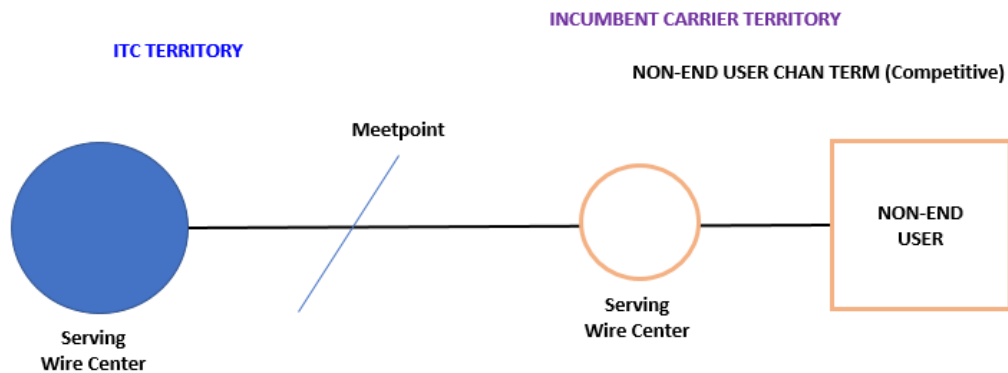 INCUMBENT CARRIER TERRITORY
ITC TERRITORY
NON-END USER CHAN TERM (Competitive)
Meetpoint
NON-END
USER
Serving
Wire Center
Serving
Wire Center